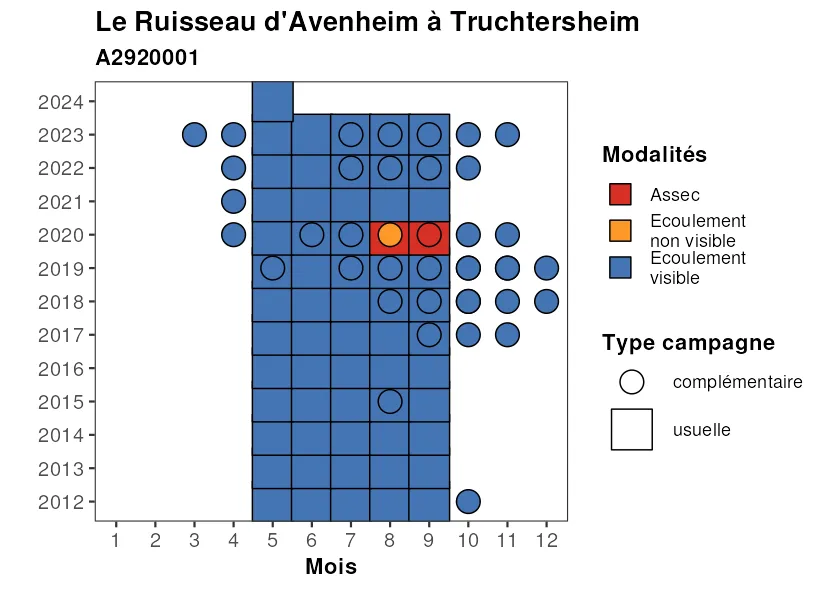 Le Ruisseau d'Avenheim à Truchtersheim
A2920001
2024
2023
2022
2021
2020
2019
2018
2017
2016
2015
2014
2013
2012
1 2 3 4 5 6 7 8 9 10 11 12
Mois
Modalités
Assec
Ecoulement
non visible
Ecoulement
visible
Type campagne
complémentaire
usuelle